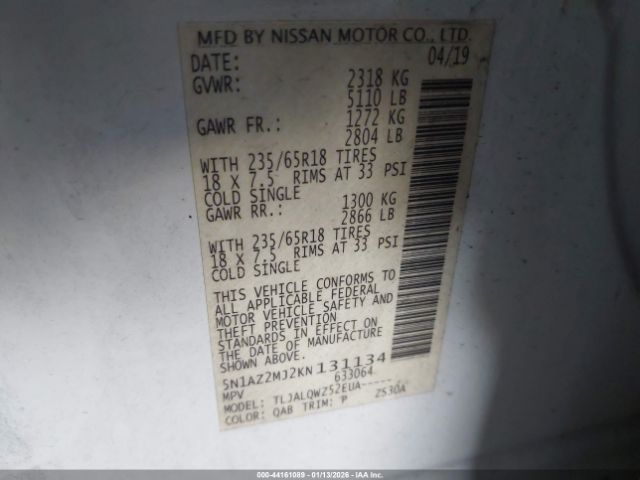 MFD BY NISSAN MOTOR CO., LTD.
DATE: 04/19
GVWR: 2318 KG
5110 LB
GAWR FR.: 1272 KG
2804 LB
WITH 235/65R18 TIRES
18 X 7.5 RIMS AT 33 PSI
COLD SINGLE
GAWR RR.: 1300 KG
2866 LB
WITH 235/65R18 TIRES
18 X 7.5 RIMS AT 33 PSI
COLD SINGLE
THIS VEHICLE CONFORMS TO
ALL APPLICABLE FEDERAL
MOTOR VEHICLE SAFETY AND
THEFT PREVENTION
STANDARDS IN EFFECT ON
THE DATE OF MANUFACTURE
SHOWN ABOVE.
5N1AZ2MJ2KN131134
MPV 633064
MODEL: TLJALQWZ52EUA-----
COLOR: QAB TRIM: P Z530A
000-44161089 - 01/13/2026 - IAA Inc.